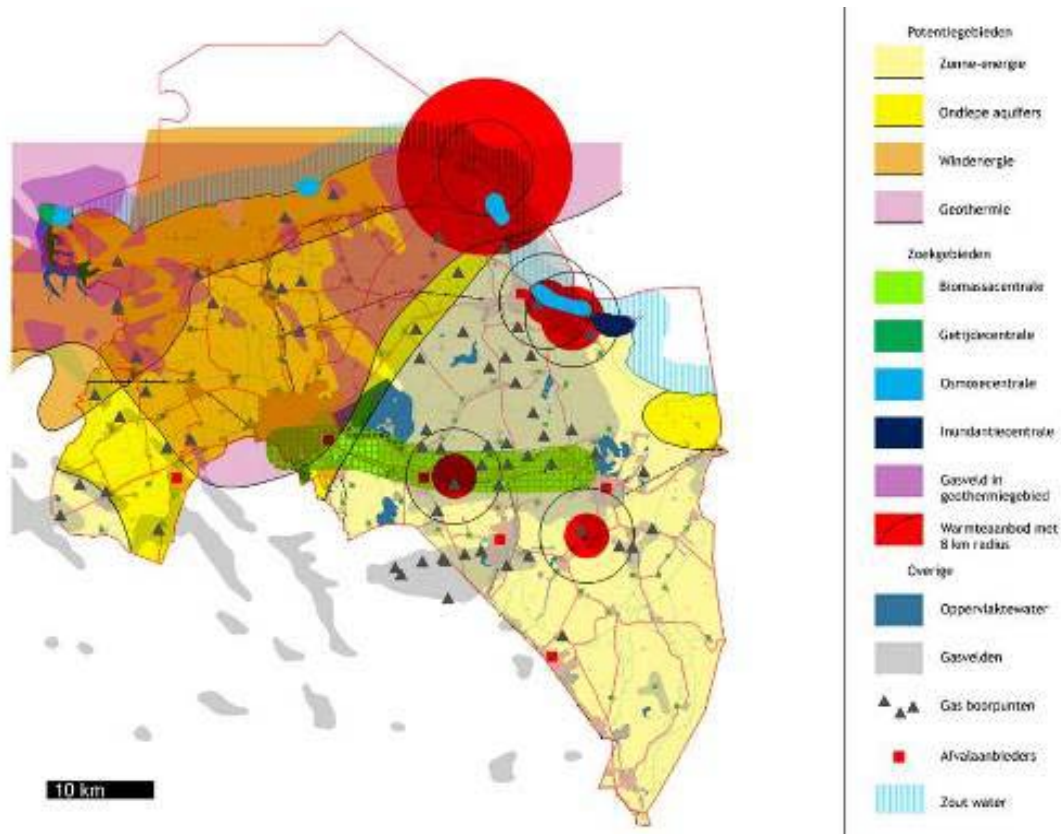 Potentiegebieden
Zonne-energie
Ondiepe aquifers
Windenergie
Geothermie
Zoekgebieden
Biomassacentrale
Getijdecentrale
Osmosecentrale
Inundantiecentrale
Gasveld in
geothermiegebied
Warmteaanbod met
8 km radius
Overige
Oppervlaktewater
Gasvelden
Gas boorpunten
Afvalaanbieders
Zout water
10 km